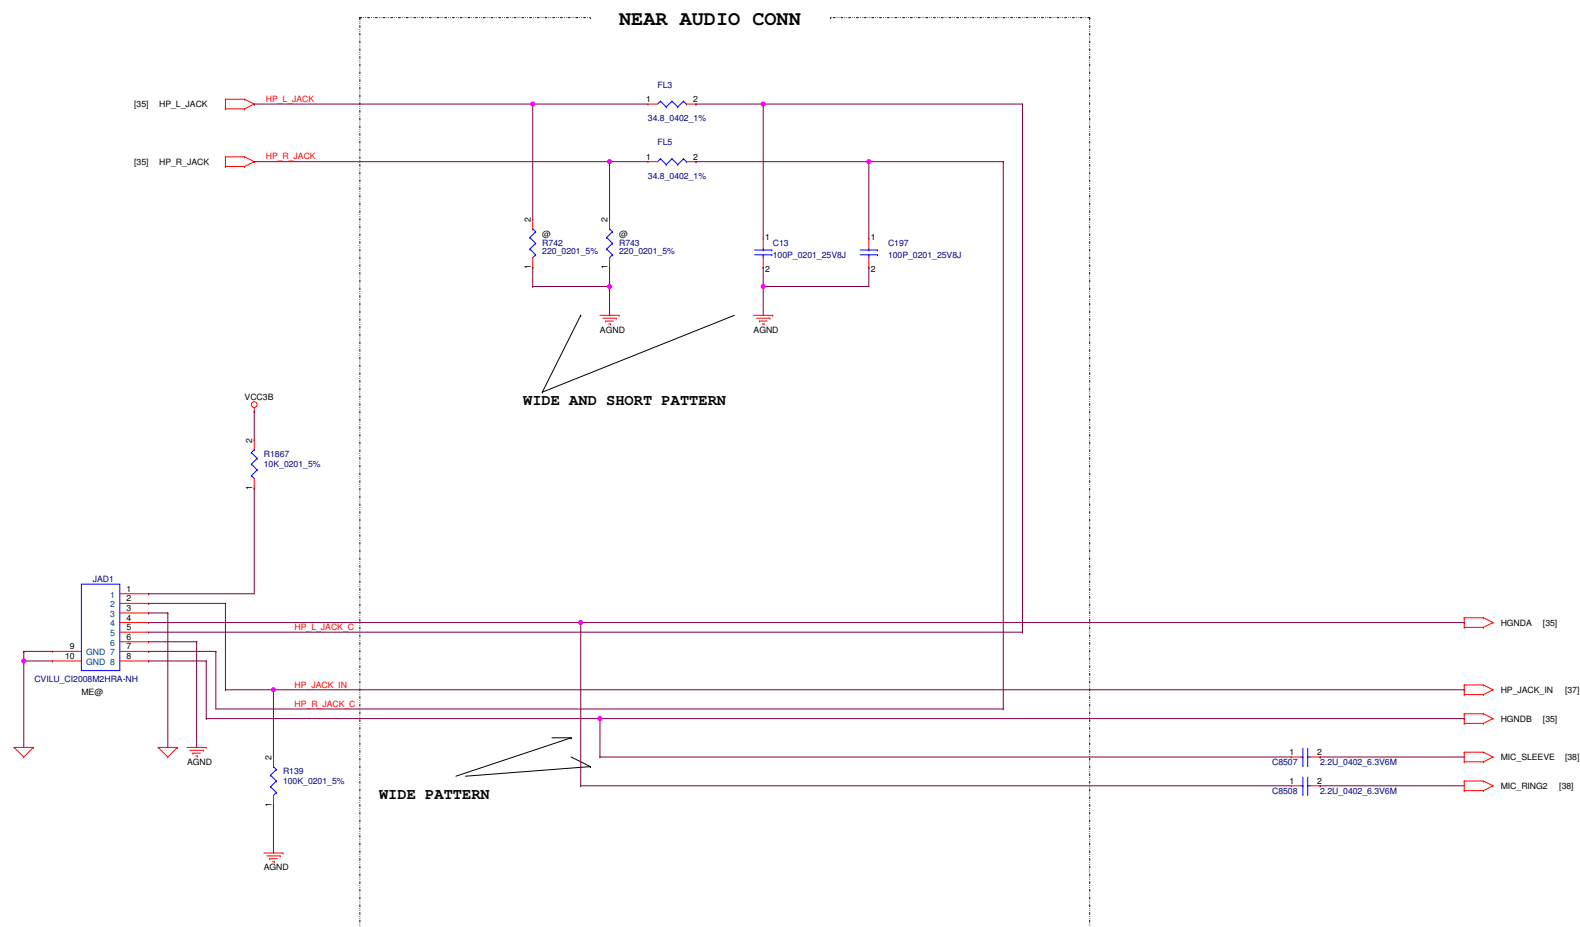 NEAR AUDIO CONN
FL3
[35] HP_L_JACK HP_L_JACK 1 2
34.8_0402_1%
FL5
[35] HP_R_JACK HP_R_JACK 1 2
34.8_0402_1%
2 2 1 1
@ @
R742 R743 C13 C197
220_0201_5% 220_0201_5% 100P_0201_25V8J 100P_0201_25V8J
1 1 2 2
AGND AGND
WIDE AND SHORT PATTERN
VCC3B
2
R1867
10K_0201_5%
1
JAD1
1 1
2 2
3 3
4 4 HGNDA [35]
5 5 HP_L_JACK_C
6 6
9 GND 7 7
10 GND 8 8
CVILU_CI2008M2HRA-NH
ME@
HP_JACK_IN HP_JACK_IN [37]
HP_R_JACK_C
HGNDB [35]
AGND
2
R139
100K_0201_5%
1
AGND
WIDE PATTERN
1 2 MIC_SLEEVE [38]
C8507 2.2U_0402_6.3V6M
1 2 MIC_RING2 [38]
C8508 2.2U_0402_6.3V6M